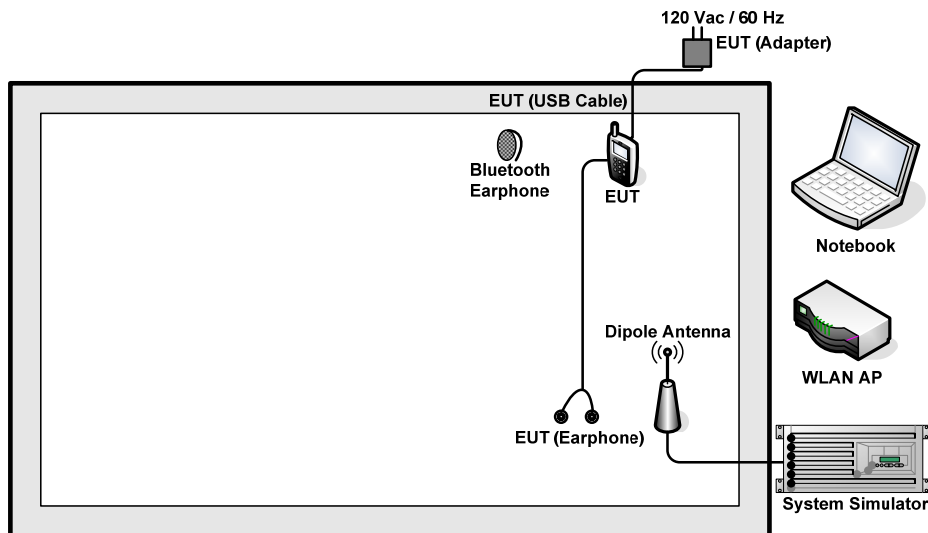 120 Vac / 60 Hz
EUT (Adapter)
EUT (USB Cable)
Bluetooth
Earphone
EUT
Notebook
Dipole Antenna
WLAN AP
EUT (Earphone)
System Simulator